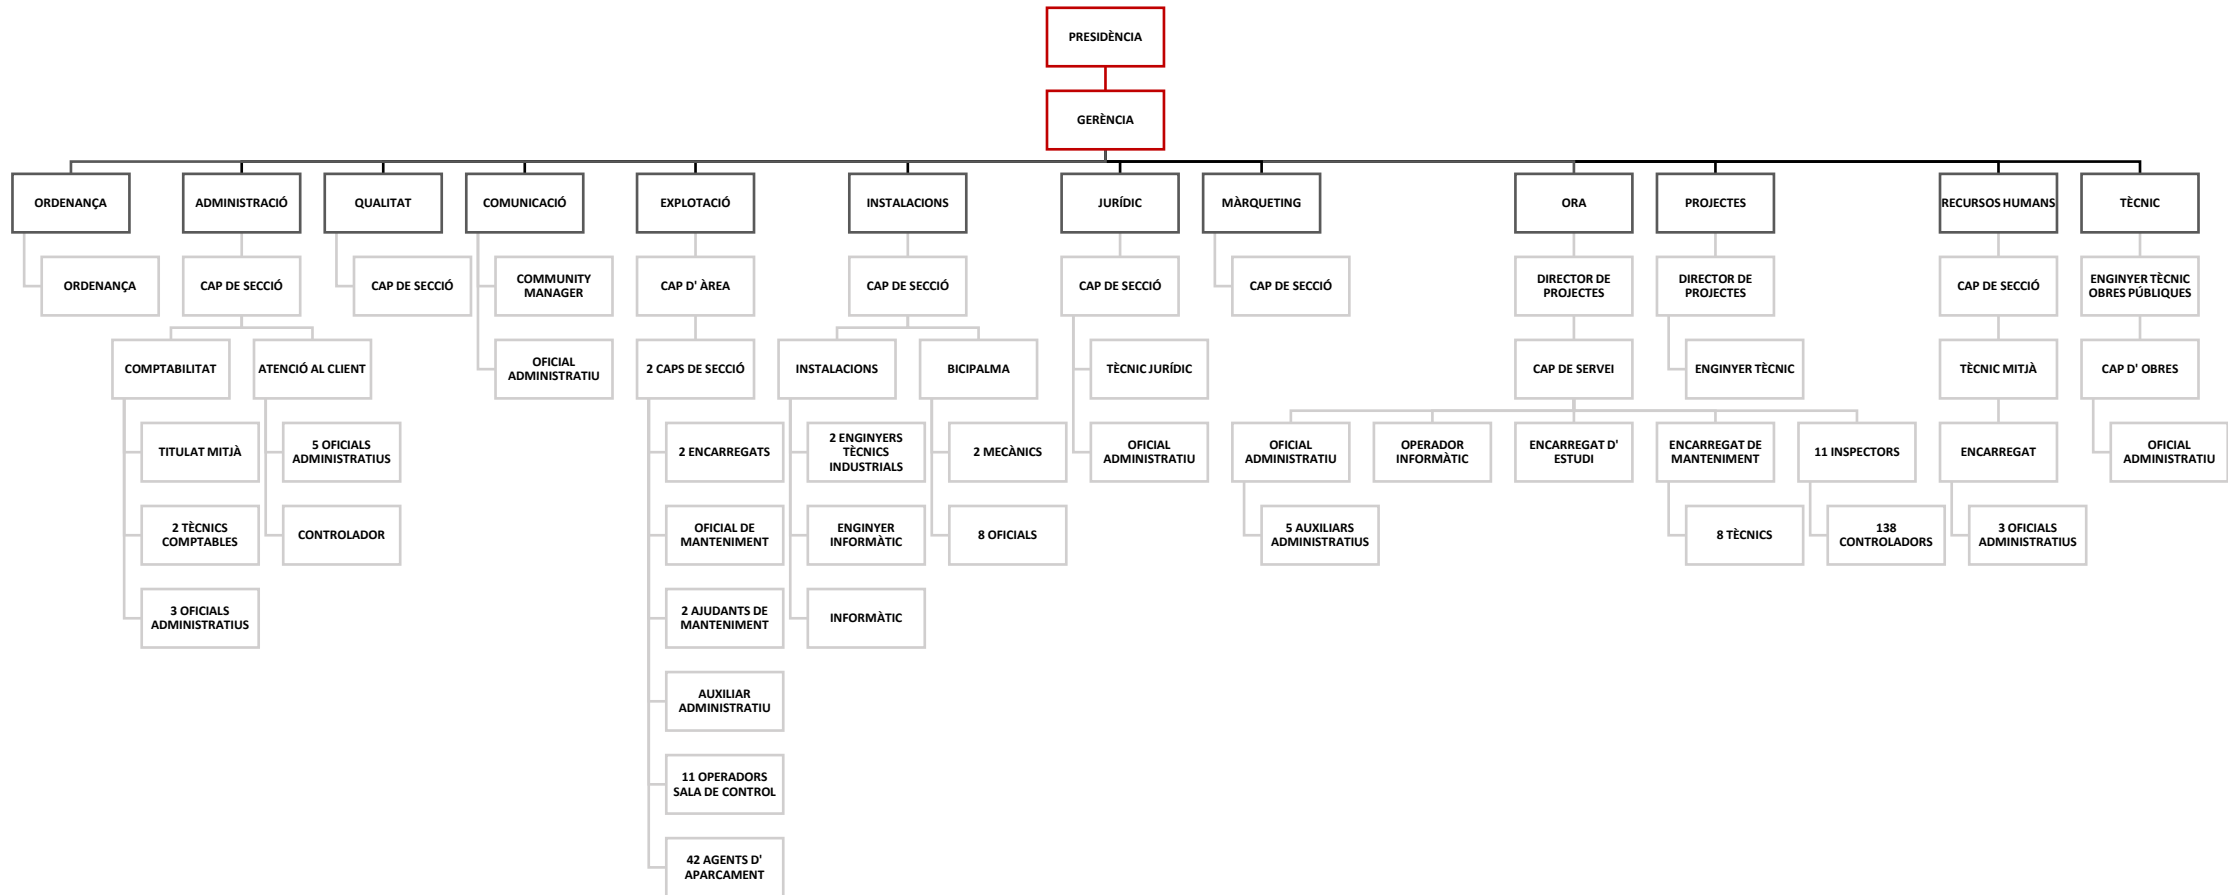 PRESIDÈNCIA
GERÈNCIA
ORDENANÇA
ADMINISTRACIÓ
QUALITAT
COMUNICACIÓ
EXPLOTACIÓ
INSTALACIONS
JURÍDIC
MÀRQUETING
ORA
PROJECTES
RECURSOS HUMANS
TÈCNIC
ORDENANÇA
CAP DE SECCIÓ
CAP DE SECCIÓ
COMMUNITY
MANAGER
CAP D' ÀREA
CAP DE SECCIÓ
CAP DE SECCIÓ
CAP DE SECCIÓ
DIRECTOR DE
PROJECTES
DIRECTOR DE
PROJECTES
CAP DE SECCIÓ
ENGINYER TÈCNIC
OBRES PÚBLIQUES
COMPTABILITAT
ATENCIÓ AL CLIENT
OFICIAL
ADMINISTRATIU
2 CAPS DE SECCIÓ
INSTALACIONS
BICIPALMA
TÈCNIC JURÍDIC
CAP DE SERVEI
ENGINYER TÈCNIC
TÈCNIC MITJÀ
CAP D' OBRES
TITULAT MITJÀ
5 OFICIALS
ADMINISTRATIUS
2 ENCARREGATS
2 ENGINYERS
TÈCNICS
INDUSTRIALS
2 MECÀNICS
OFICIAL
ADMINISTRATIU
OFICIAL
ADMINISTRATIU
OPERADOR
INFORMÀTIC
ENCARREGAT D'
ESTUDI
ENCARREGAT DE
MANTENIMENT
11 INSPECTORS
ENCARREGAT
OFICIAL
ADMINISTRATIU
2 TÈCNICS
COMPTABLES
CONTROLADOR
OFICIAL DE
MANTENIMENT
ENGINYER
INFORMÀTIC
8 OFICIALS
5 AUXILIARS
ADMINISTRATIUS
8 TÈCNICS
138
CONTROLADORS
3 OFICIALS
ADMINISTRATIUS
3 OFICIALS
ADMINISTRATIUS
2 AJUDANTS DE
MANTENIMENT
INFORMÀTIC
AUXILIAR
ADMINISTRATIU
11 OPERADORS
SALA DE CONTROL
42 AGENTS D'
APARCAMENT